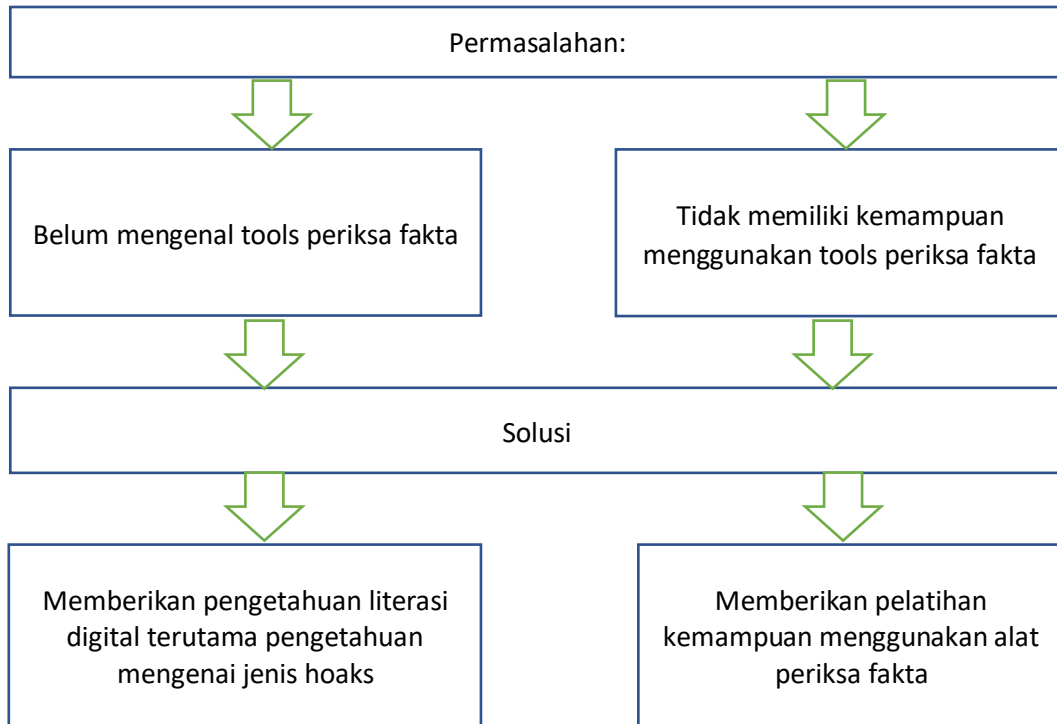 Permasalahan:
Belum mengenal tools periksa fakta
Tidak memiliki kemampuan
menggunakan tools periksa fakta
Solusi
Memberikan pengetahuan literasi
digital terutama pengetahuan
mengenai jenis hoaks
Memberikan pelatihan
kemampuan menggunakan alat
periksa fakta